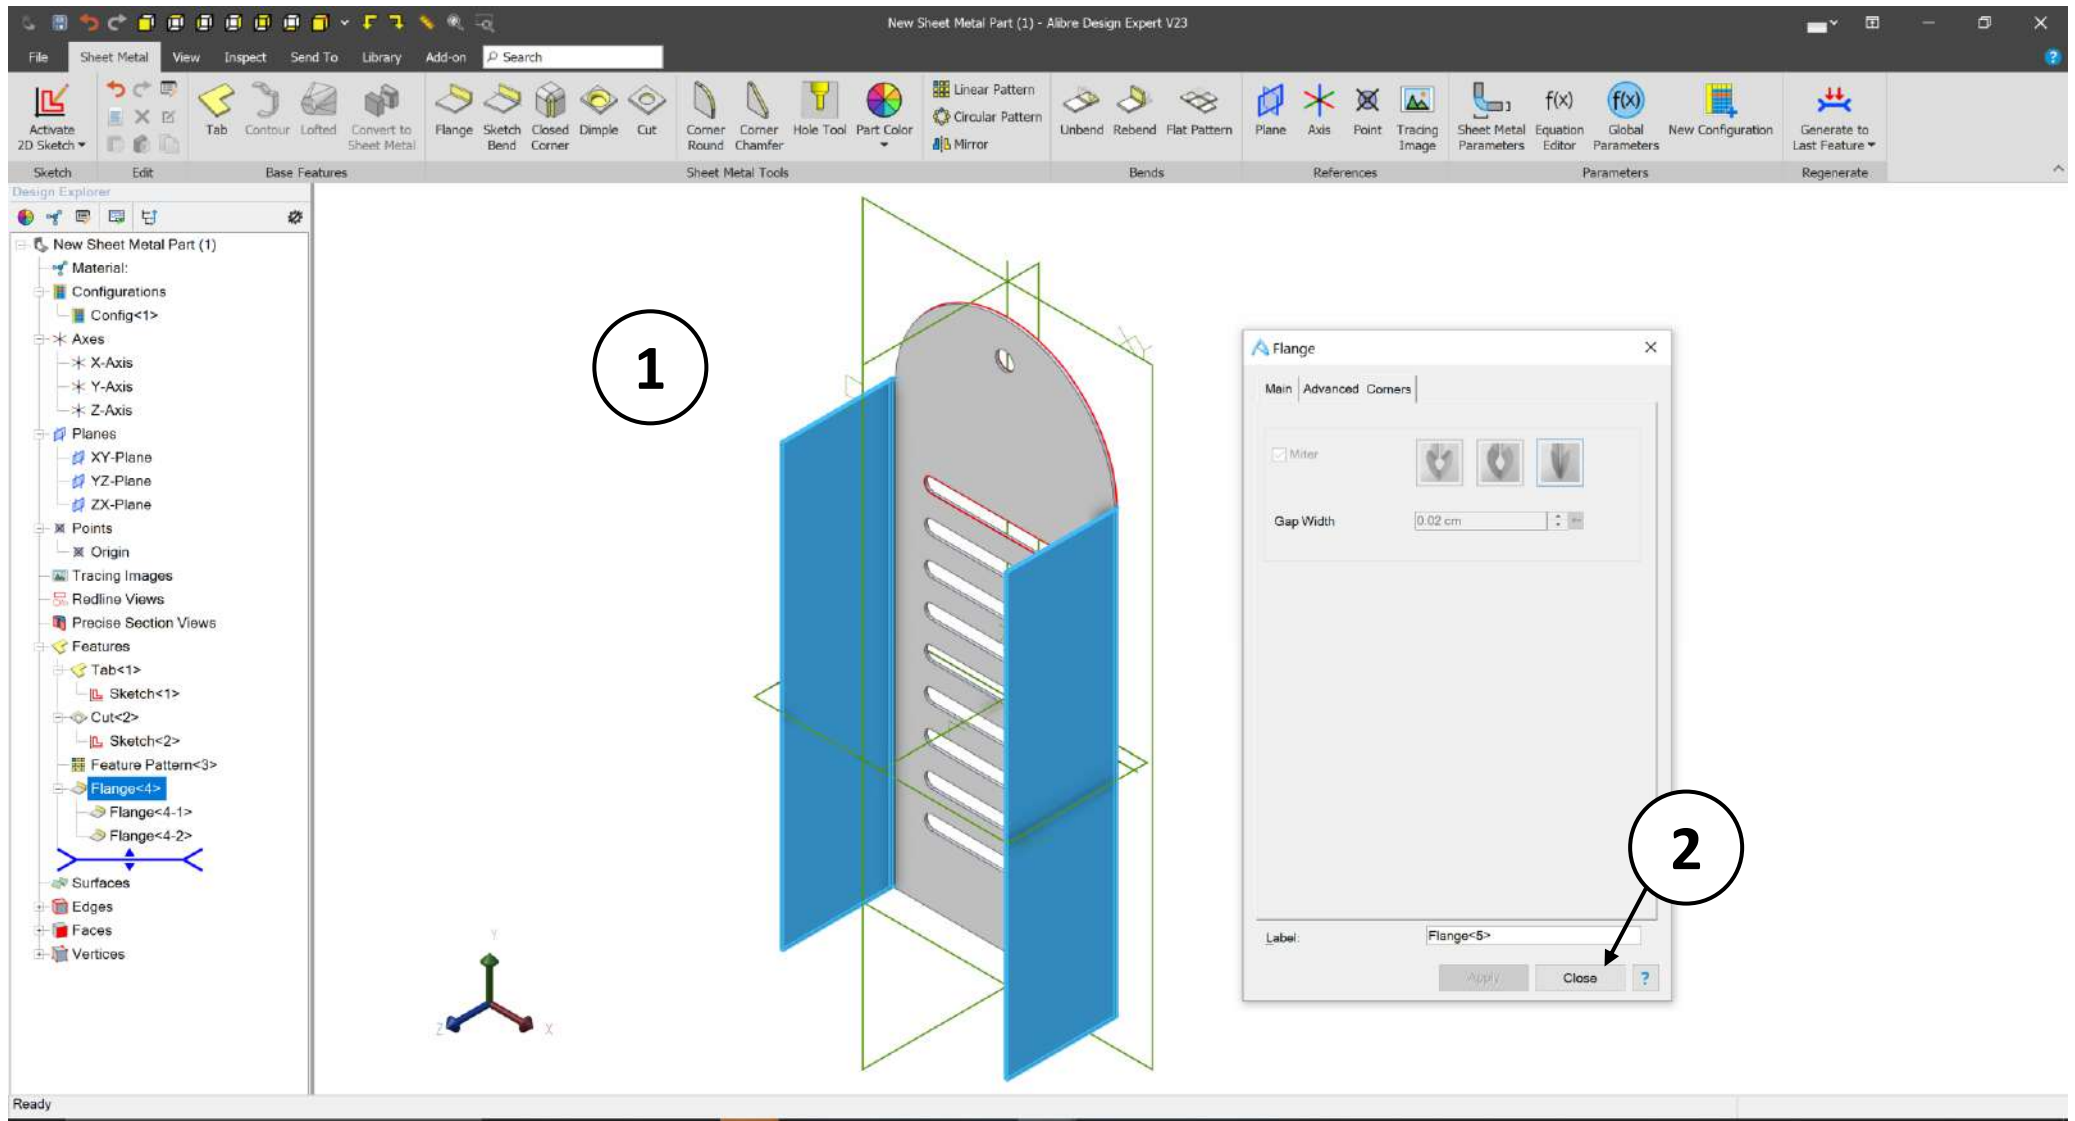 New Sheet Metal Part (1) - Alibre Design Expert V23
File Sheet Metal View Inspect Send To Library Add-on Search
Activate 2D Sketch
Tab Contour Lofted Convert to Sheet Metal
Flange Sketch Bend Closed Corner Dimple Cut
Corner Round Corner Chamfer Hole Tool Part Color
Linear Pattern
Circular Pattern
Mirror
Unbend Rebend Flat Pattern
Plane Axis Point Tracing Image
Sheet Metal Parameters f(x) Equation Editor f(x) Global Parameters New Configuration
Generate to Last Feature
Sketch Edit Base Features Sheet Metal Tools Bends References Parameters Regenerate
Design Explorer
New Sheet Metal Part (1)
Material:
Configurations
Config<1>
Axes
X-Axis
Y-Axis
Z-Axis
Planes
XY-Plane
YZ-Plane
ZX-Plane
Points
Origin
Tracing Images
Redline Views
Precise Section Views
Features
Tab<1>
Sketch<1>
Cut<2>
Sketch<2>
Feature Pattern<3>
Flange<4>
Flange<4-1>
Flange<4-2>
Surfaces
Edges
Faces
Vertices
1
Y
Z X
Flange
Main Advanced Corners
Miter
Gap Width 0.02 cm
2
Label: Flange<5>
Apply Close ?
Ready